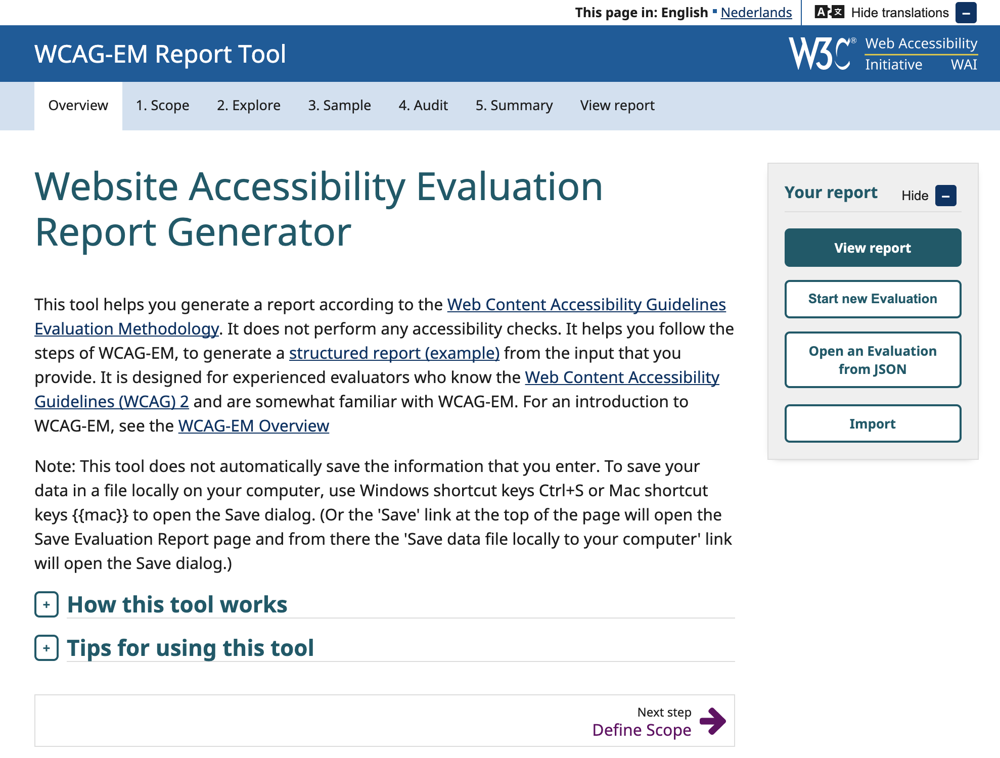 This page in: English ▪ Nederlands
A 文 Hide translations –
WCAG-EM Report Tool
W3C® Web Accessibility
Initiative WAI
Overview 1. Scope 2. Explore 3. Sample 4. Audit 5. Summary View report
Website Accessibility Evaluation
Report Generator
This tool helps you generate a report according to the Web Content Accessibility Guidelines
Evaluation Methodology. It does not perform any accessibility checks. It helps you follow the
steps of WCAG-EM, to generate a structured report (example) from the input that you
provide. It is designed for experienced evaluators who know the Web Content Accessibility
Guidelines (WCAG) 2 and are somewhat familiar with WCAG-EM. For an introduction to
WCAG-EM, see the WCAG-EM Overview
Note: This tool does not automatically save the information that you enter. To save your
data in a file locally on your computer, use Windows shortcut keys Ctrl+S or Mac shortcut
keys {{mac}} to open the Save dialog. (Or the 'Save' link at the top of the page will open the
Save Evaluation Report page and from there the 'Save data file locally to your computer' link
will open the Save dialog.)
+ How this tool works
+ Tips for using this tool
Next step
Define Scope
Your report Hide –
View report
Start new Evaluation
Open an Evaluation
from JSON
Import